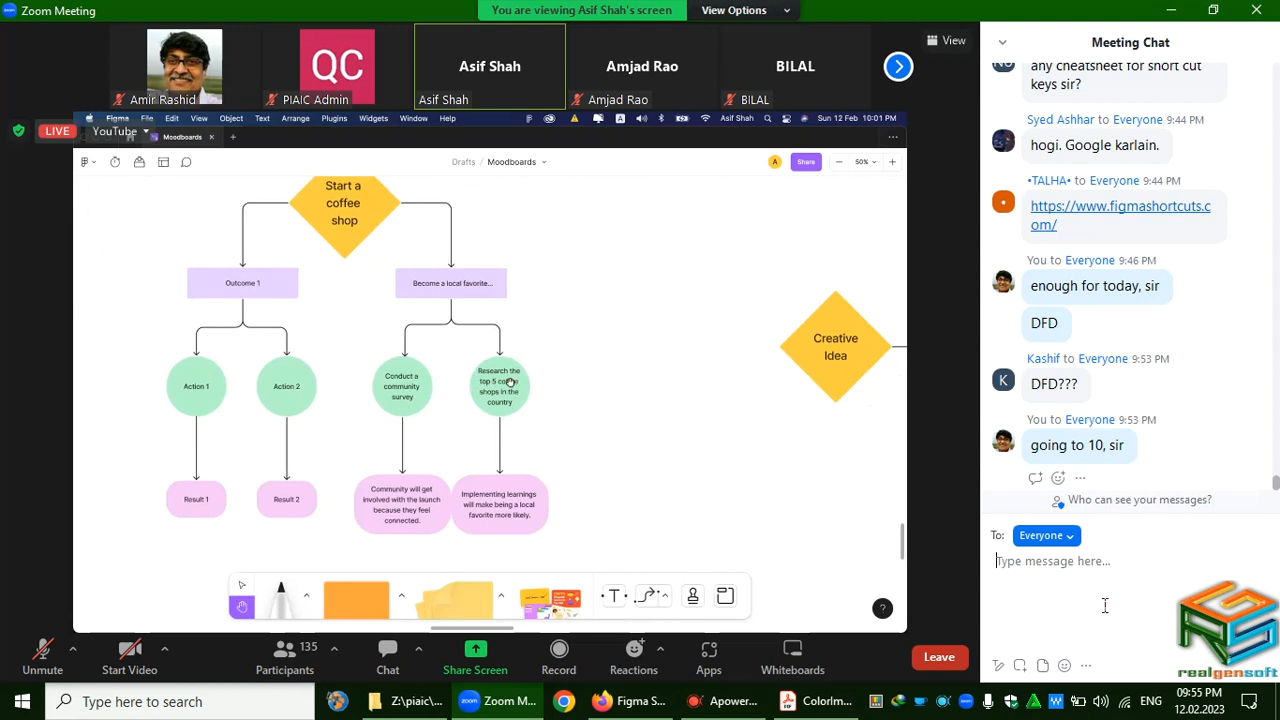 Zoom Meeting
You are viewing Asif Shah's screen
View Options
QC
Asif Shah
Amjad Rao
BILAL
View
Amir Rashid
PIAIC Admin
Asif Shah
Amjad Rao
BILAL
Figma File Edit View Object Text Arrange Plugins Widgets Window
Asif Shah
Sun 12 Feb 10:01 PM
LIVE
YouTube
Moodboards
Drafts / Moodboards
A
Share
50%
Start a
coffee
shop
Outcome 1
Become a local favorite...
Action 1
Action 2
Conduct a
community
survey
Research the
top 5 coffee
shops in the
country
Result 1
Result 2
Community will get
involved with the launch
because they feel
connected.
Implementing learnings
will make being a local
favorite more likely.
Creative
Idea
T
?
Meeting Chat
any cheatsheet for short cut
keys sir?
Syed Ashhar to Everyone 9:44 PM
hogi. Google karlain.
•TALHA• to Everyone 9:44 PM
https://www.figmashortcuts.c
om/
You to Everyone 9:46 PM
enough for today, sir
DFD
Kashif to Everyone 9:53 PM
K
DFD???
You to Everyone 9:53 PM
going to 10, sir
Who can see your messages?
To: Everyone
Type message here...
realgensoft
Unmute
Start Video
135
Participants
Chat
Share Screen
Record
Reactions
Apps
Whiteboards
Leave
Type here to search
Z:\piaic\...
Zoom M...
Figma S...
Apower...
ColorIm...
ENG
09:55 PM
12.02.2023